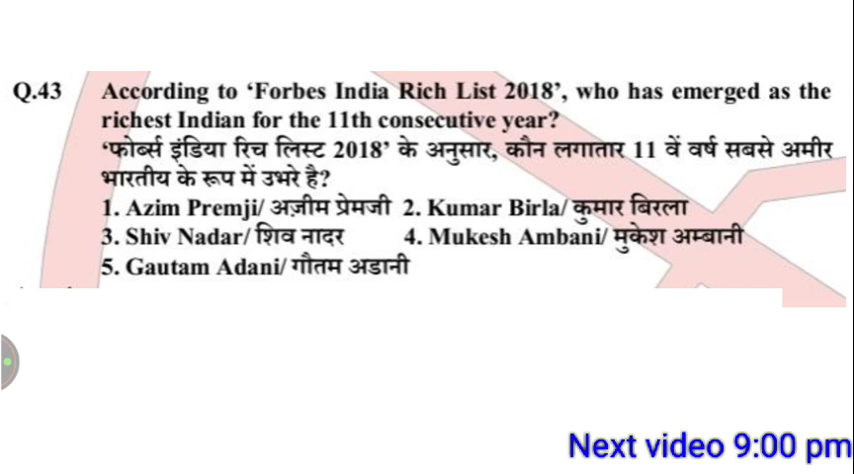 Q.43 According to ‘Forbes India Rich List 2018’, who has emerged as the
richest Indian for the 11th consecutive year?
‘फोर्ब्स इंडिया रिच लिस्ट 2018’ के अनुसार, कौन लगातार 11 वें वर्ष सबसे अमीर
भारतीय के रूप में उभरे है?
1. Azim Premji/ अज़ीम प्रेमजी 2. Kumar Birla/ कुमार बिरला
3. Shiv Nadar/ शिव नादर 4. Mukesh Ambani/ मुकेश अम्बानी
5. Gautam Adani/ गौतम अडानी
Next video 9:00 pm